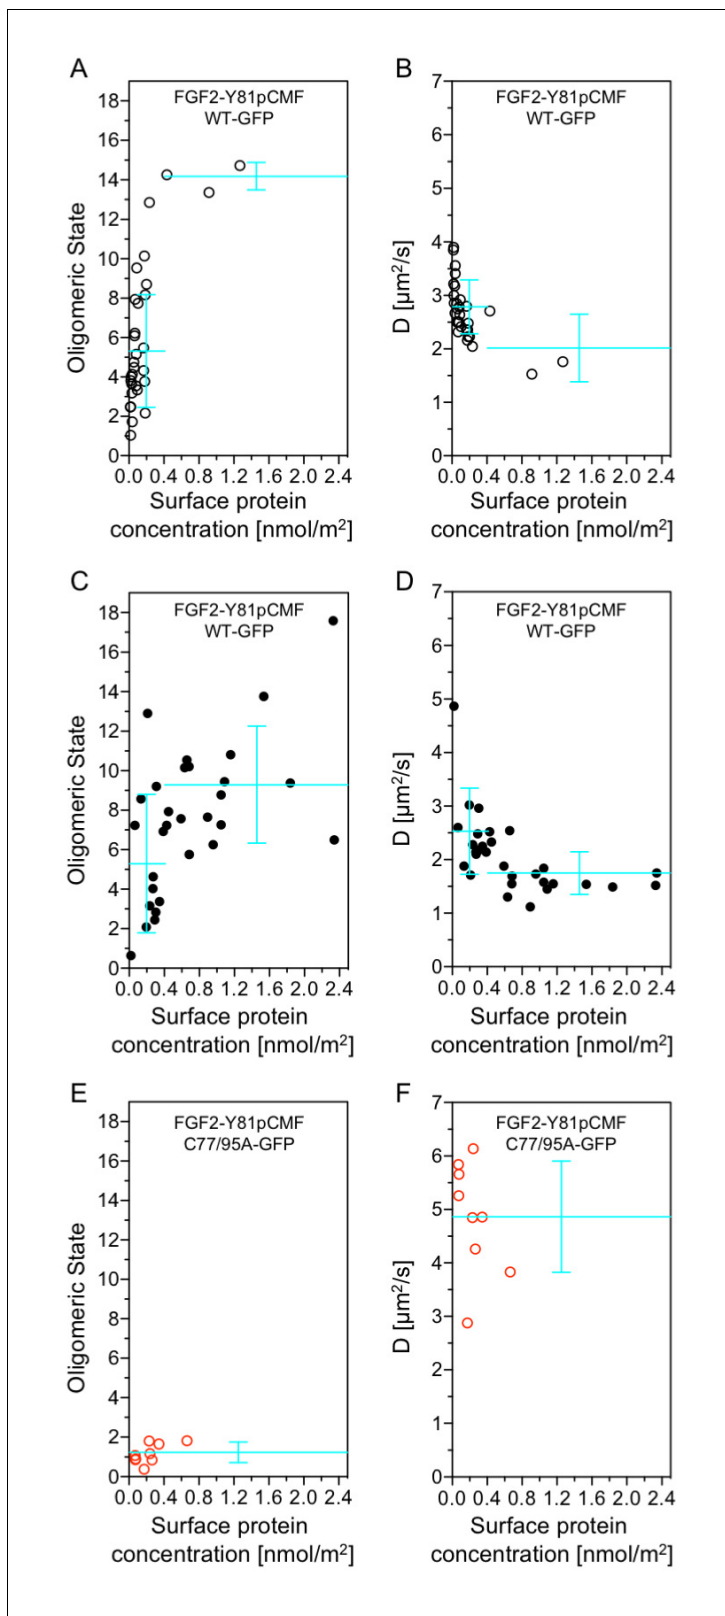 A
B
FGF2-Y81pCMF
WT-GFP
FGF2-Y81pCMF
WT-GFP
Oligomeric State
D [µm²/s]
18
16
14
12
10
8
6
4
2
0
7
6
5
4
3
2
1
0
0.0 0.4 0.8 1.2 1.6 2.0 2.4
0.0 0.4 0.8 1.2 1.6 2.0 2.4
Surface protein
concentration [nmol/m²]
Surface protein
concentration [nmol/m²]
C
D
FGF2-Y81pCMF
WT-GFP
FGF2-Y81pCMF
WT-GFP
Oligomeric State
D [µm²/s]
18
16
14
12
10
8
6
4
2
0
7
6
5
4
3
2
1
0
0.0 0.4 0.8 1.2 1.6 2.0 2.4
0.0 0.4 0.8 1.2 1.6 2.0 2.4
Surface protein
concentration [nmol/m²]
Surface protein
concentration [nmol/m²]
E
F
FGF2-Y81pCMF
C77/95A-GFP
FGF2-Y81pCMF
C77/95A-GFP
Oligomeric State
D [µm²/s]
18
16
14
12
10
8
6
4
2
0
7
6
5
4
3
2
1
0
0.0 0.4 0.8 1.2 1.6 2.0 2.4
0.0 0.4 0.8 1.2 1.6 2.0 2.4
Surface protein
concentration [nmol/m²]
Surface protein
concentration [nmol/m²]